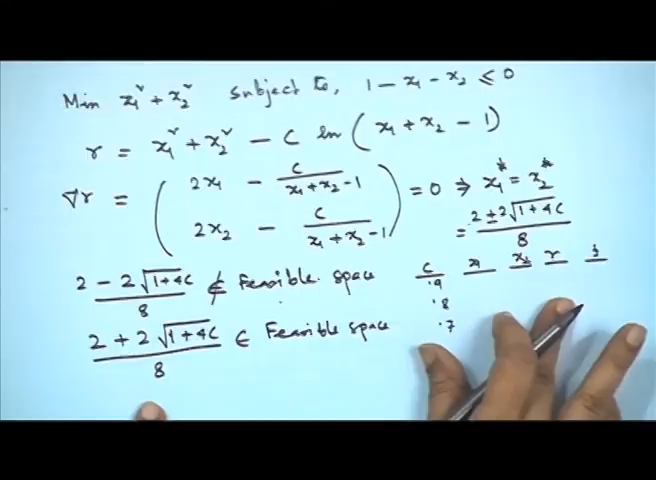 Min x₁² + x₂² subject to, 1 - x₁ - x₂ ≤ 0
r = x₁² + x₂² - C ln (x₁ + x₂ - 1)
∇r = ( 2x₁ - C/(x₁+x₂-1) ) = 0 ⇒ x₁* = x₂*
( 2x₂ - C/(x₁+x₂-1) ) = (2 ± 2√(1+4C))/8
(2 - 2√(1+4C))/8 ∉ Feasible space
(2 + 2√(1+4C))/8 ∈ Feasible space
C x₁ x₂ r f
.9
.8
.7